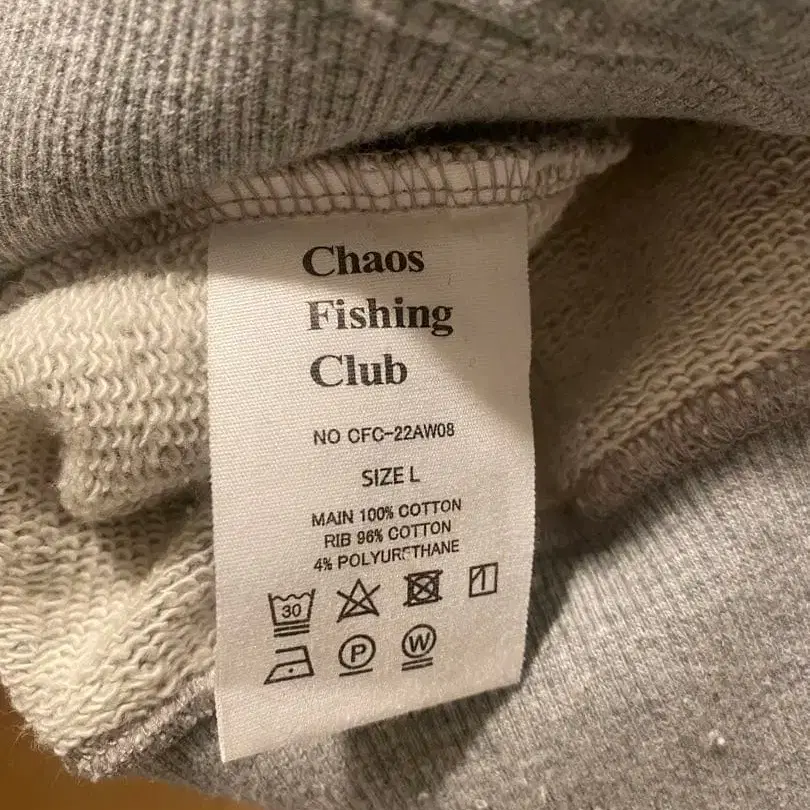 Chaos
Fishing
Club
NO CFC-22AW08
SIZE L
MAIN 100% COTTON
RIB 96% COTTON
4% POLYURETHANE
30
P W